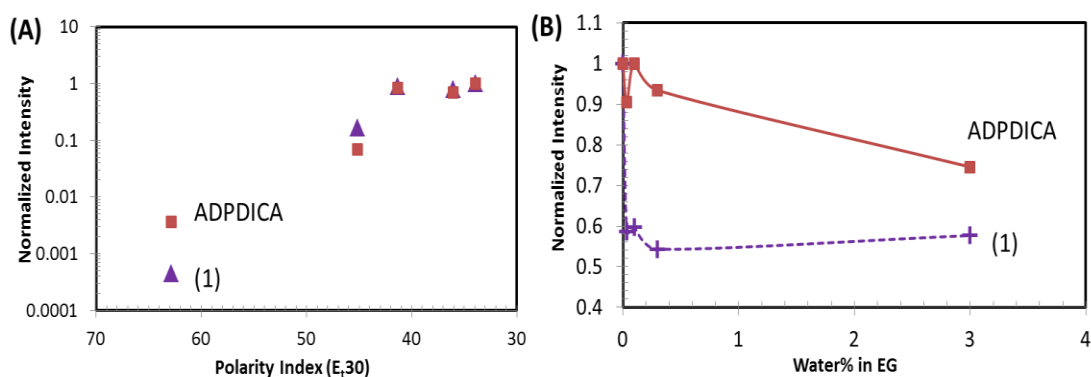 (A)
10
1
0.1
0.01
0.001
0.0001
Normalized Intensity
ADPDICA
(1)
70 60 50 40 30
Polarity Index (Et30)
(B)
1.1
1
0.9
0.8
0.7
0.6
0.5
0.4
Normalized Intensity
ADPDICA
(1)
0 1 2 3 4
Water% in EG